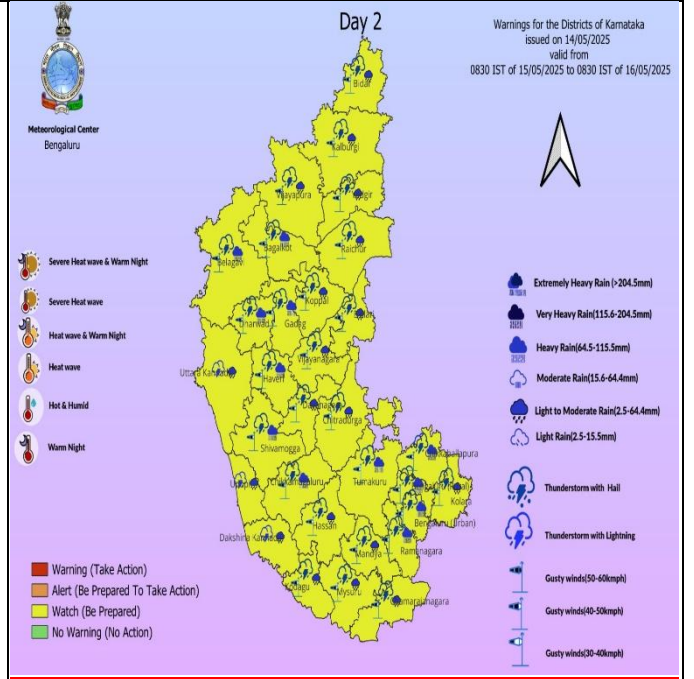 Day 2
Warnings for the Districts of Karnataka
issued on 14/05/2025
valid from
0830 IST of 15/05/2025 to 0830 IST of 16/05/2025
Meteorological Center
Bengaluru
Bidar
Kalburgi
Vijayapura
Raichur
Bagalkot
Belagavi
Koppal
Dharwad
Gadag
Vijayanagara
Haveri
Chitradurga
Shivamogga
Tumakuru
Kolara
Bengaluru (Urban)
Hassan
Ramanagara
Mandya
Mysuru
Chamarajanagara
Severe Heat wave & Warm Night
Severe Heat wave
Heat wave & Warm Night
Heat wave
Hot & Humid
Warm Night
Warning (Take Action)
Alert (Be Prepared To Take Action)
Watch (Be Prepared)
No Warning (No Action)
Extremely Heavy Rain (>204.5mm)
Very Heavy Rain(115.6-204.5mm)
Heavy Rain(64.5-115.5mm)
Moderate Rain(15.6-64.4mm)
Light to Moderate Rain(2.5-64.4mm)
Light Rain(2.5-15.5mm)
Thunderstorm with Hail
Thunderstorm with Lightning
Gusty winds(50-60kmph)
Gusty winds(40-50kmph)
Gusty winds(30-40kmph)